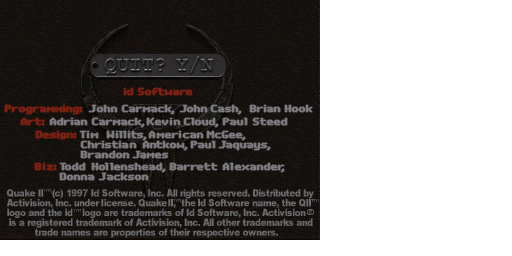 QUIT? Y/N
id Software
Programming: John Carmack, John Cash, Brian Hook
Art: Adrian Carmack, Kevin Cloud, Paul Steed
Design: Tim Willits, American McGee,
Christian Antkow, Paul Jaquays,
Brandon James
Biz: Todd Hollenshead, Barrett Alexander,
Donna Jackson
Quake II™(c) 1997 Id Software, Inc. All rights reserved. Distributed by
Activision, Inc. under license. Quake II,™ the Id Software name, the QII™
logo and the id™ logo are trademarks of Id Software, Inc. Activision®
is a registered trademark of Activision, Inc. All other trademarks and
trade names are properties of their respective owners.